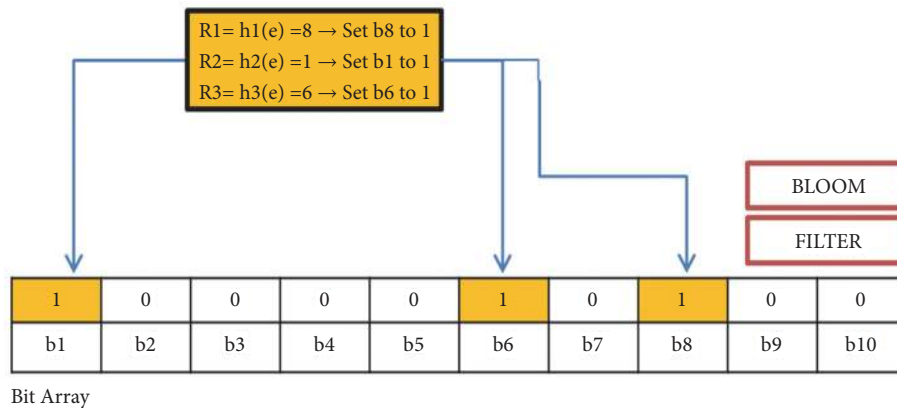 R1= h1(e) =8 → Set b8 to 1
R2= h2(e) =1 → Set b1 to 1
R3= h3(e) =6 → Set b6 to 1
BLOOM
FILTER
1 0 0 0 0 1 0 1 0 0
b1 b2 b3 b4 b5 b6 b7 b8 b9 b10
Bit Array